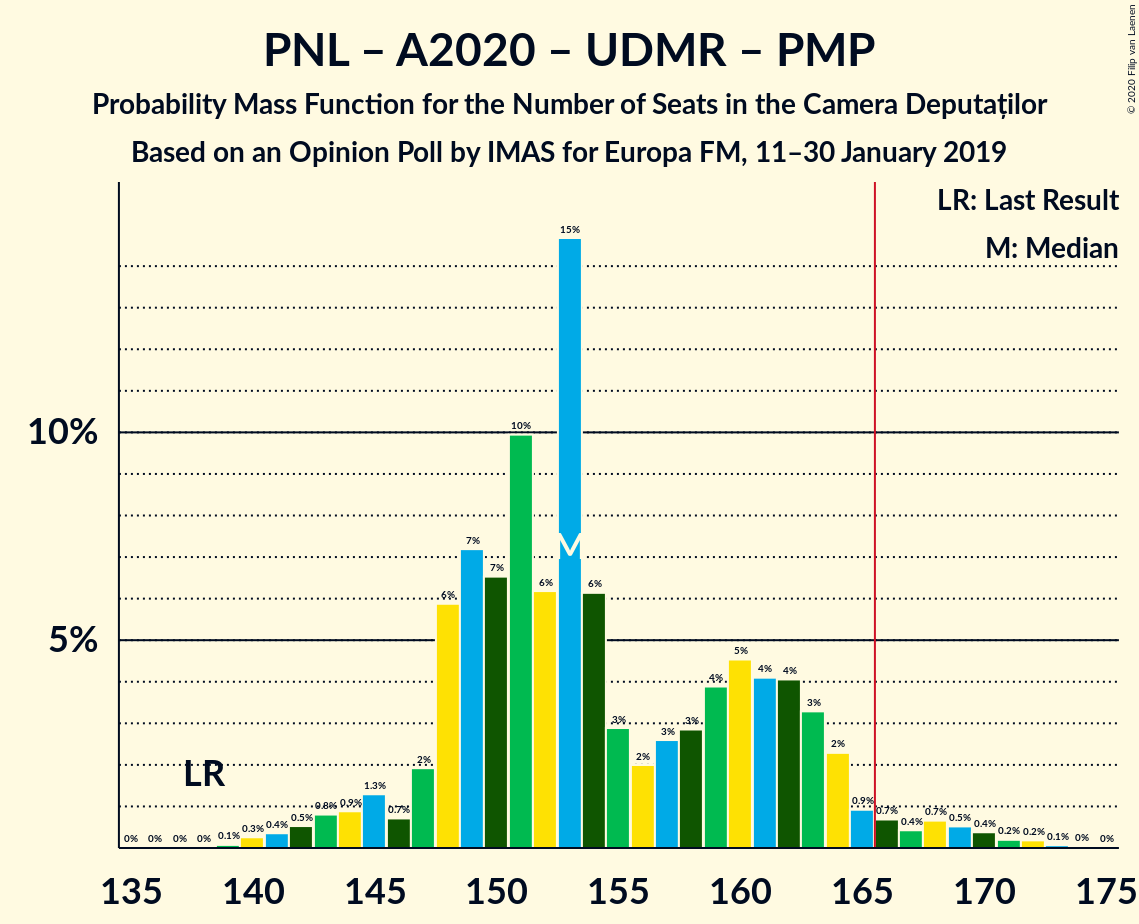 PNL – A2020 – UDMR – PMP
Probability Mass Function for the Number of Seats in the Camera Deputaților
Based on an Opinion Poll by IMAS for Europa FM, 11–30 January 2019
© 2020 Filip van Laenen
LR: Last Result
M: Median
10%
5%
LR
M
0% 0% 0% 0% 0.1% 0.3% 0.4% 0.5% 0.8% 0.9% 1.3% 0.7% 2% 6% 7% 7% 10% 6% 15% 6% 3% 2% 3% 3% 4% 5% 4% 4% 3% 2% 0.9% 0.7% 0.4% 0.7% 0.5% 0.4% 0.2% 0.2% 0.1% 0% 0%
135 140 145 150 155 160 165 170 175